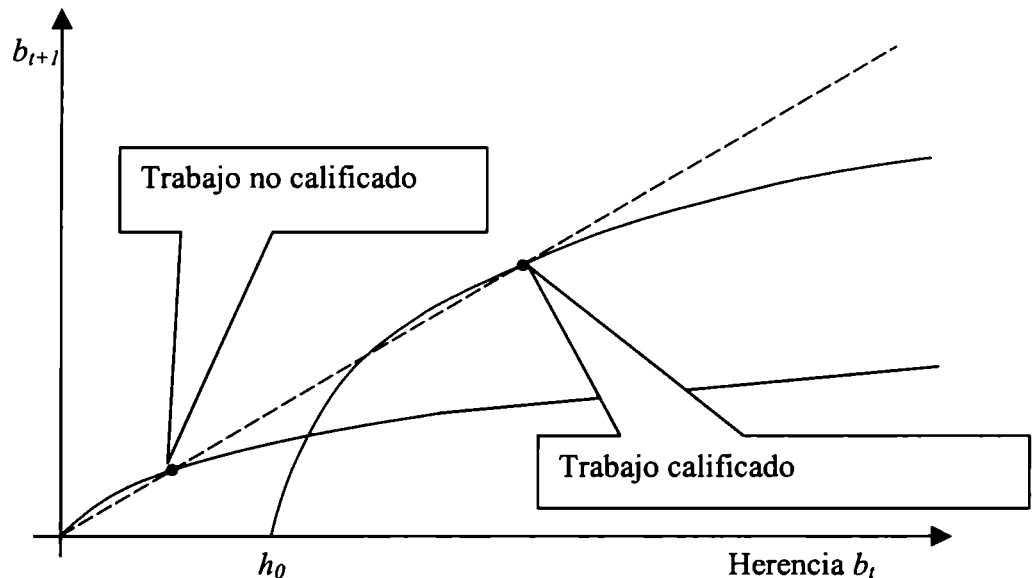 b_{t+1}
Trabajo no calificado
Trabajo calificado
h_0
Herencia b_t